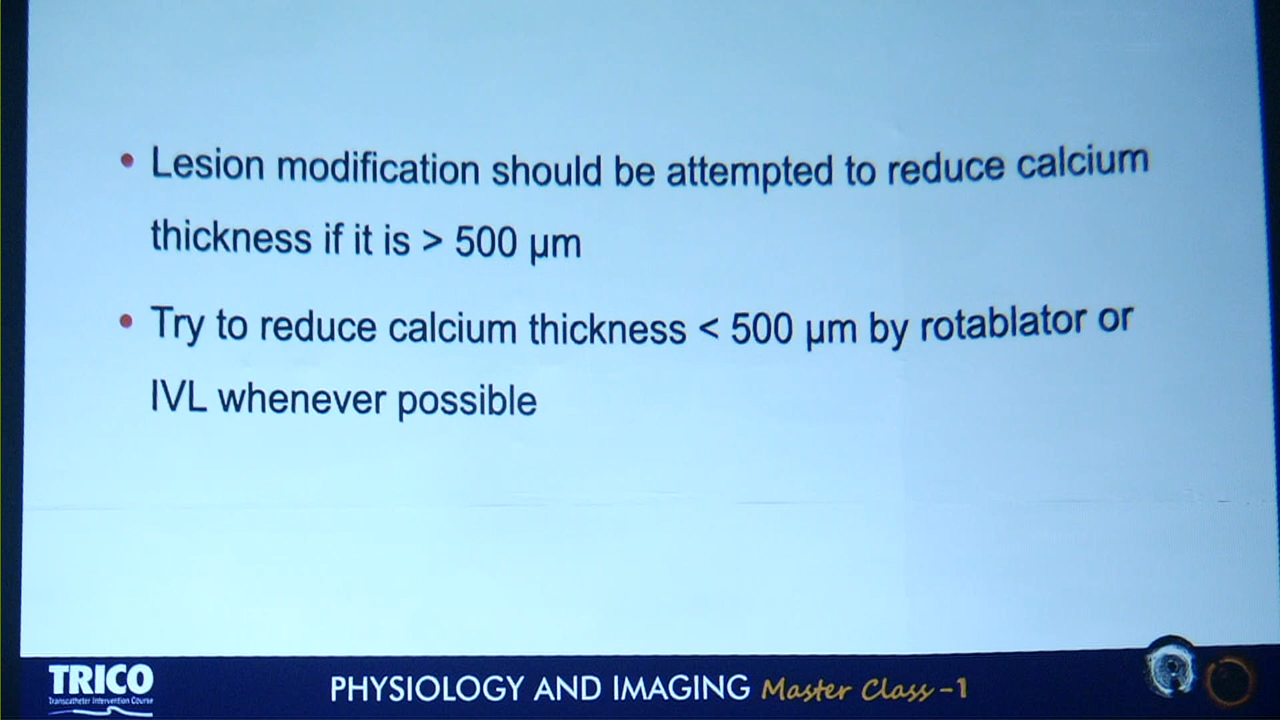 • Lesion modification should be attempted to reduce calcium
thickness if it is > 500 µm
• Try to reduce calcium thickness < 500 µm by rotablator or
IVL whenever possible
TRICO
Transcatheter Intervention Course
PHYSIOLOGY AND IMAGING Master Class -1